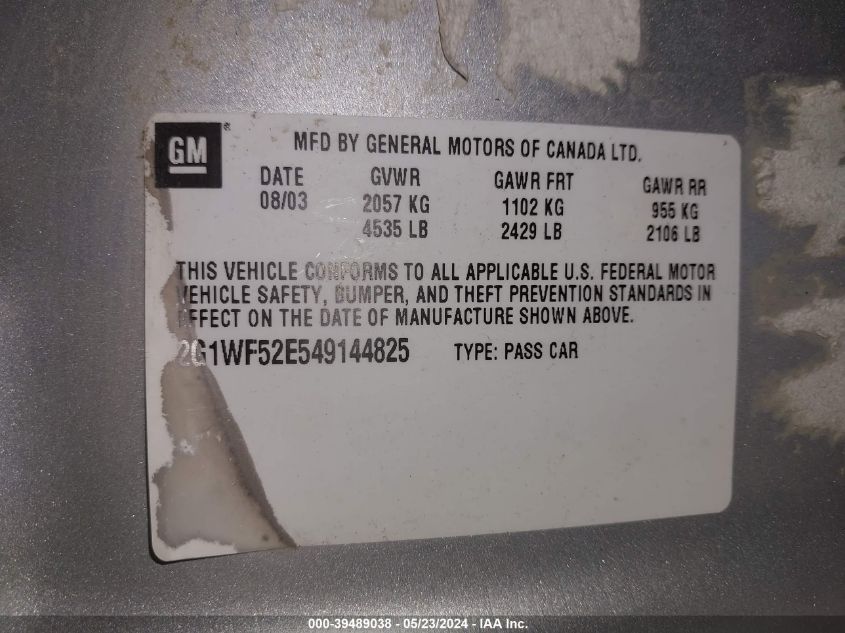 GM ®
MFD BY GENERAL MOTORS OF CANADA LTD.
DATE GVWR GAWR FRT GAWR RR
08/03 2057 KG 1102 KG 955 KG
4535 LB 2429 LB 2106 LB
THIS VEHICLE CONFORMS TO ALL APPLICABLE U.S. FEDERAL MOTOR
VEHICLE SAFETY, BUMPER, AND THEFT PREVENTION STANDARDS IN
EFFECT ON THE DATE OF MANUFACTURE SHOWN ABOVE.
2G1WF52E549144825 TYPE: PASS CAR
000-39489038 - 05/23/2024 - IAA Inc.